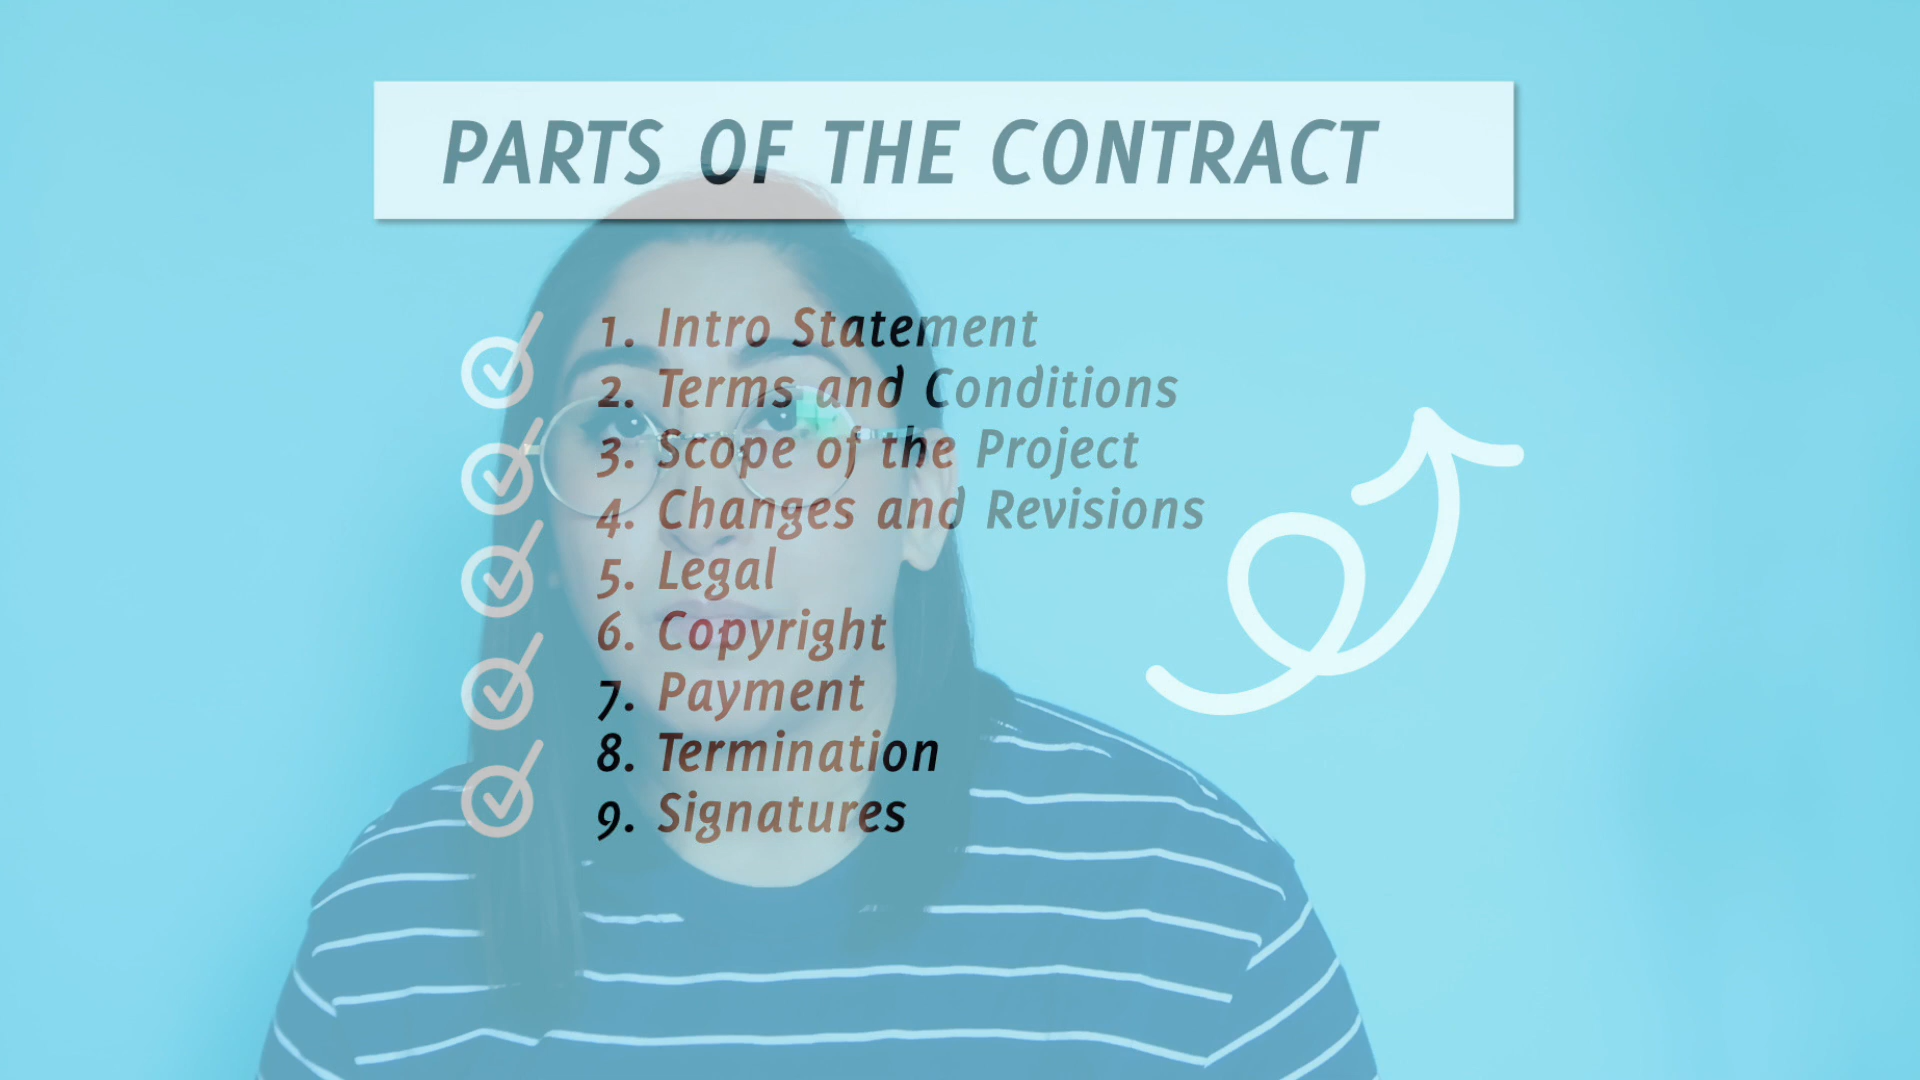 PARTS OF THE CONTRACT
1. Intro Statement
2. Terms and Conditions
3. Scope of the Project
4. Changes and Revisions
5. Legal
6. Copyright
7. Payment
8. Termination
9. Signatures